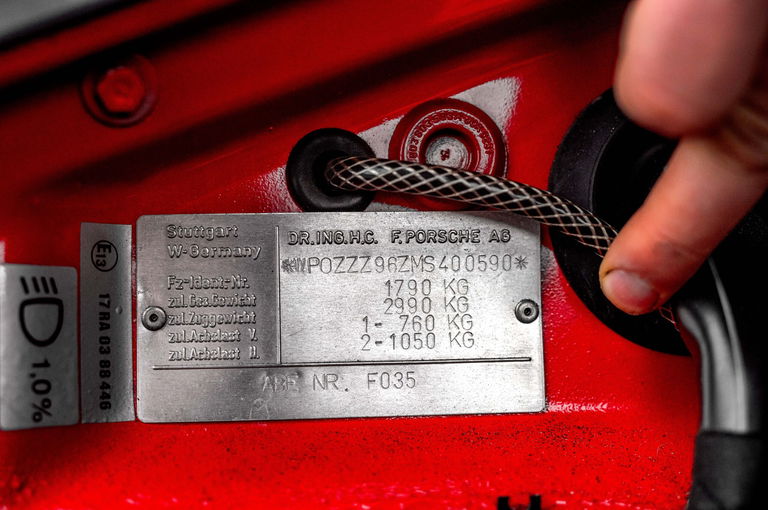 1.0%
E13
17 RA 03 88 446
Stuttgart
W-Germany
DR.ING.H.C. F.PORSCHE AG
Fz-Ident-Nr.
*WPOZZZ96ZMS400590*
zul.Ges.Gewicht 1790 KG
zul.Zuggewicht 2990 KG
zul.Achslast V. 1- 760 KG
zul.Achslast H. 2-1050 KG
ABE NR. F035